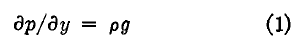 ∂p/∂y = ρg (1)